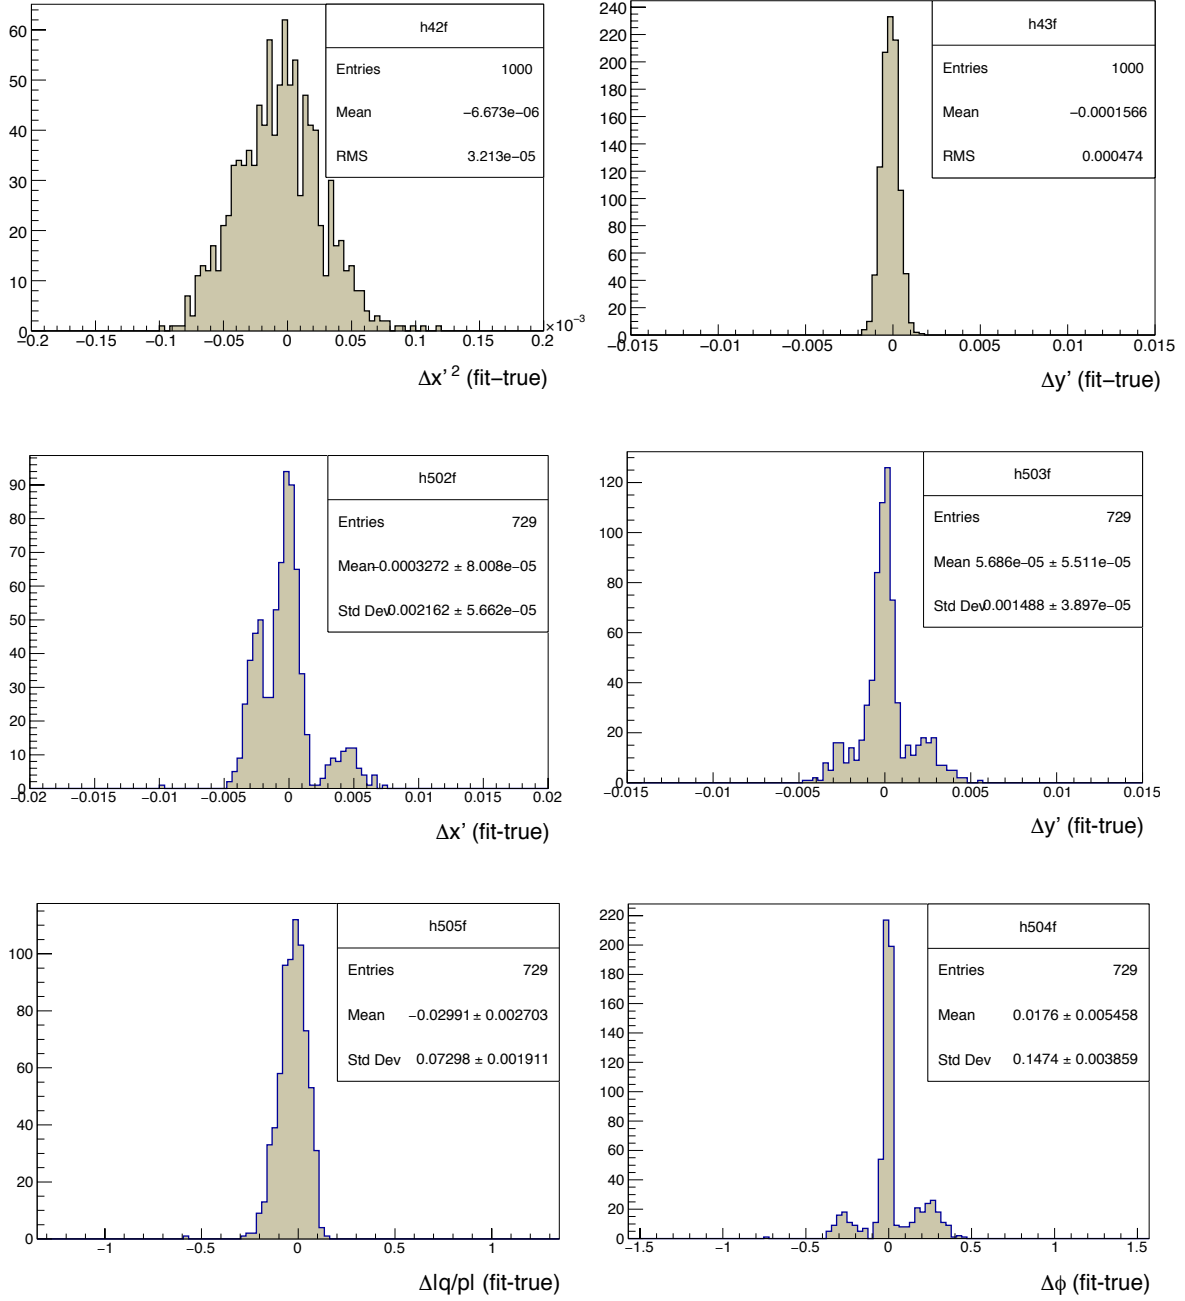 h42f
Entries 1000
Mean −6.673e−06
RMS 3.213e−05
60
50
40
30
20
10
0
−0.2 −0.15 −0.1 −0.05 0 0.05 0.1 0.15 0.2
×10⁻³
Δx’ ² (fit–true)
h43f
Entries 1000
Mean −0.0001566
RMS 0.000474
240
220
200
180
160
140
120
100
80
60
40
20
0
−0.015 −0.01 −0.005 0 0.005 0.01 0.015
Δy’ (fit–true)
h502f
Entries 729
Mean −0.0003272 ± 8.008e−05
Std Dev 0.002162 ± 5.662e−05
90
80
70
60
50
40
30
20
10
0
−0.02 −0.015 −0.01 −0.005 0 0.005 0.01 0.015 0.02
Δx’ (fit-true)
h503f
Entries 729
Mean 5.686e−05 ± 5.511e−05
Std Dev 0.001488 ± 3.897e−05
120
100
80
60
40
20
0
−0.015 −0.01 −0.005 0 0.005 0.01 0.015
Δy’ (fit-true)
h505f
Entries 729
Mean −0.02991 ± 0.002703
Std Dev 0.07298 ± 0.001911
100
80
60
40
20
0
−1 −0.5 0 0.5 1
Δ|q/p| (fit-true)
h504f
Entries 729
Mean 0.0176 ± 0.005458
Std Dev 0.1474 ± 0.003859
220
200
180
160
140
120
100
80
60
40
20
0
−1.5 −1 −0.5 0 0.5 1 1.5
Δϕ (fit-true)